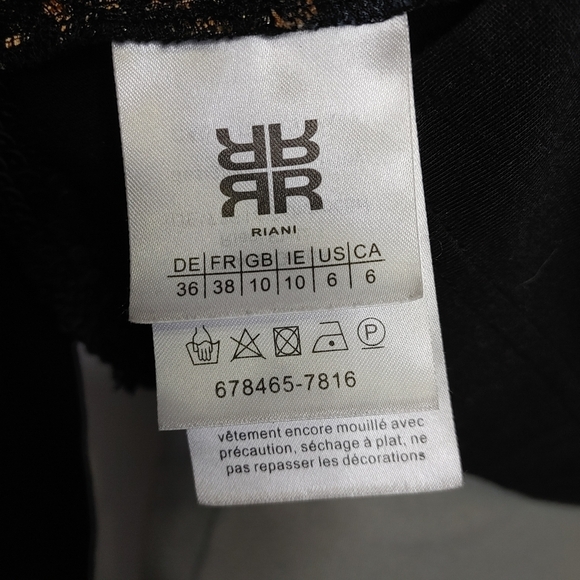 RIANI
DE|FR|GB|IE|US|CA
36|38|10|10|6|6
P
678465-7816
vêtement encore mouillé avec
précaution, séchage à plat, ne
pas repasser les décorations